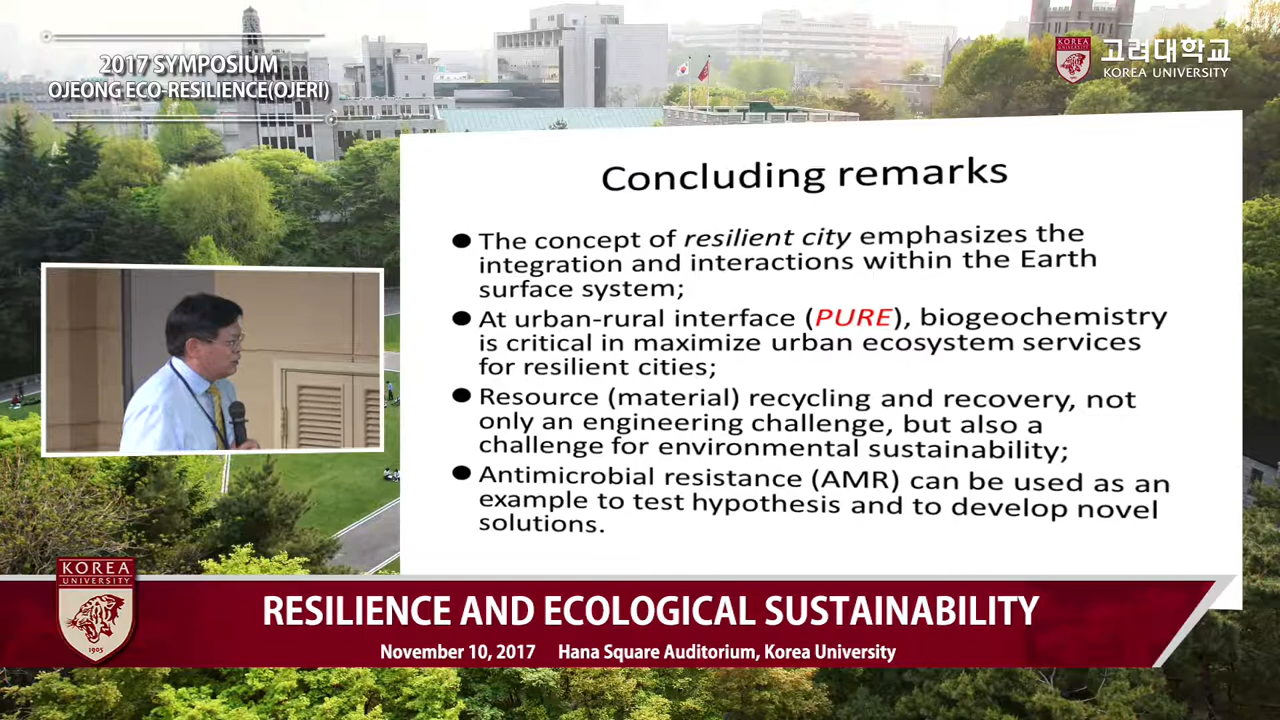 2017 SYMPOSIUM
OJEONG ECO-RESILIENCE(OJERI)
KOREA
UNIVERSITY
고려대학교
KOREA UNIVERSITY
Concluding remarks
● The concept of resilient city emphasizes the
integration and interactions within the Earth
surface system;
● At urban-rural interface (PURE), biogeochemistry
is critical in maximize urban ecosystem services
for resilient cities;
● Resource (material) recycling and recovery, not
only an engineering challenge, but also a
challenge for environmental sustainability;
● Antimicrobial resistance (AMR) can be used as an
example to test hypothesis and to develop novel
solutions.
KOREA
UNIVERSITY
1905
RESILIENCE AND ECOLOGICAL SUSTAINABILITY
November 10, 2017 Hana Square Auditorium, Korea University